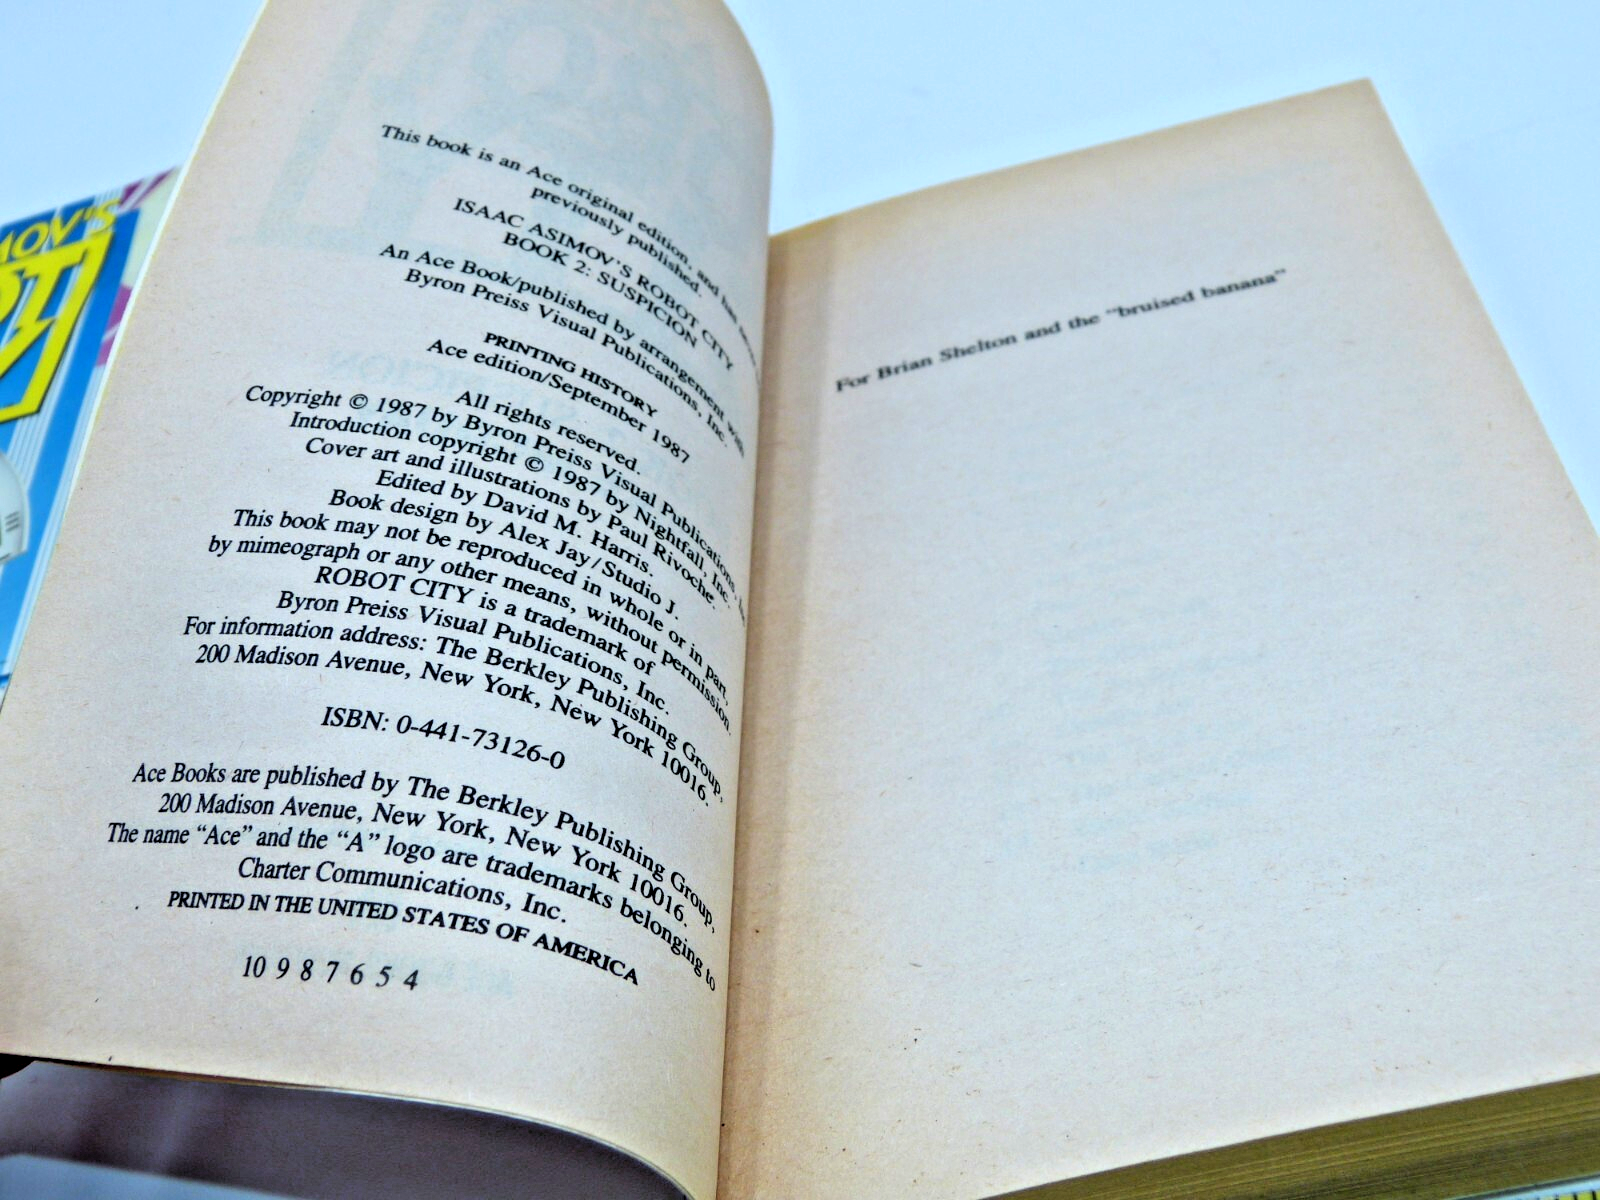 MOV'S
OT
This book is an Ace original edition, and has never
previously published.
ISAAC ASIMOV'S ROBOT CITY
BOOK 2: SUSPICION
An Ace Book/published by arrangement with
Byron Preiss Visual Publications, Inc.
PRINTING HISTORY
Ace edition/September 1987
All rights reserved.
Copyright © 1987 by Byron Preiss Visual Publications, Inc.
Introduction copyright © 1987 by Nightfall, Inc.
Cover art and illustrations by Paul Rivoche.
Edited by David M. Harris.
Book design by Alex Jay/Studio J.
This book may not be reproduced in whole or in part,
by mimeograph or any other means, without permission.
ROBOT CITY is a trademark of
Byron Preiss Visual Publications, Inc.
For information address: The Berkley Publishing Group,
200 Madison Avenue, New York, New York 10016.
ISBN: 0-441-73126-0
Ace Books are published by The Berkley Publishing Group,
200 Madison Avenue, New York, New York 10016.
The name “Ace” and the “A” logo are trademarks belonging to
Charter Communications, Inc.
PRINTED IN THE UNITED STATES OF AMERICA
10 9 8 7 6 5 4
For Brian Shelton and the “bruised banana”